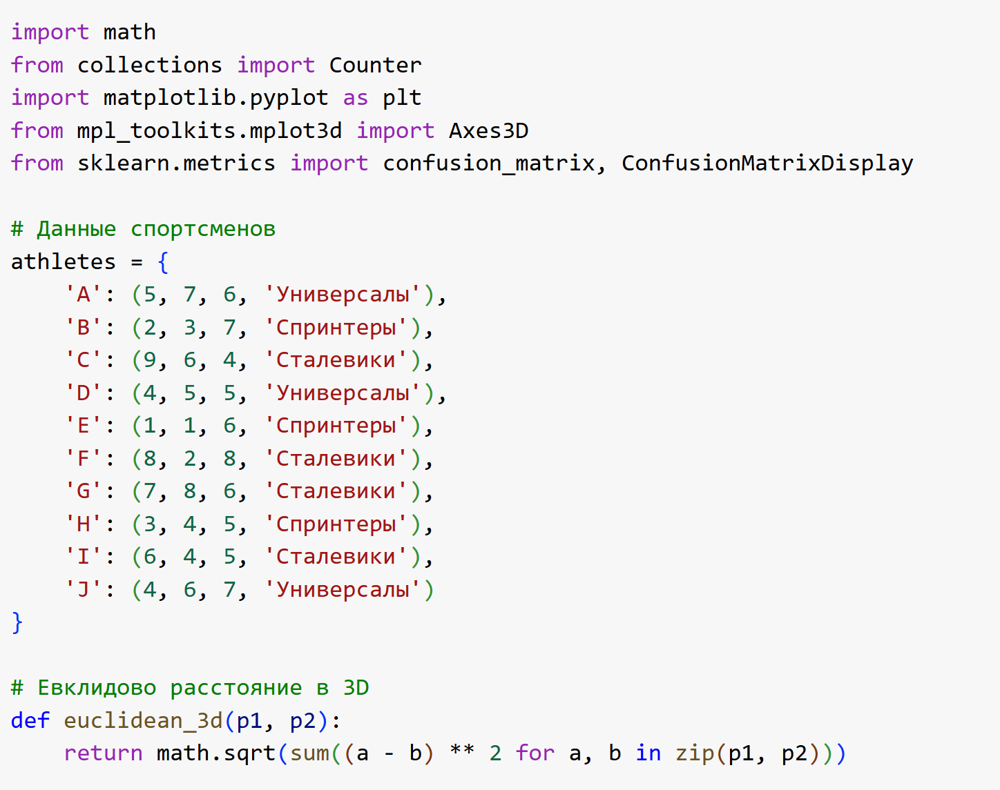 import math
from collections import Counter
import matplotlib.pyplot as plt
from mpl_toolkits.mplot3d import Axes3D
from sklearn.metrics import confusion_matrix, ConfusionMatrixDisplay

# Данные спортсменов
athletes = {
    'A': (5, 7, 6, 'Универсалы'),
    'B': (2, 3, 7, 'Спринтеры'),
    'C': (9, 6, 4, 'Сталевики'),
    'D': (4, 5, 5, 'Универсалы'),
    'E': (1, 1, 6, 'Спринтеры'),
    'F': (8, 2, 8, 'Сталевики'),
    'G': (7, 8, 6, 'Сталевики'),
    'H': (3, 4, 5, 'Спринтеры'),
    'I': (6, 4, 5, 'Сталевики'),
    'J': (4, 6, 7, 'Универсалы')
}

# Евклидово расстояние в 3D
def euclidean_3d(p1, p2):
    return math.sqrt(sum((a - b) ** 2 for a, b in zip(p1, p2)))